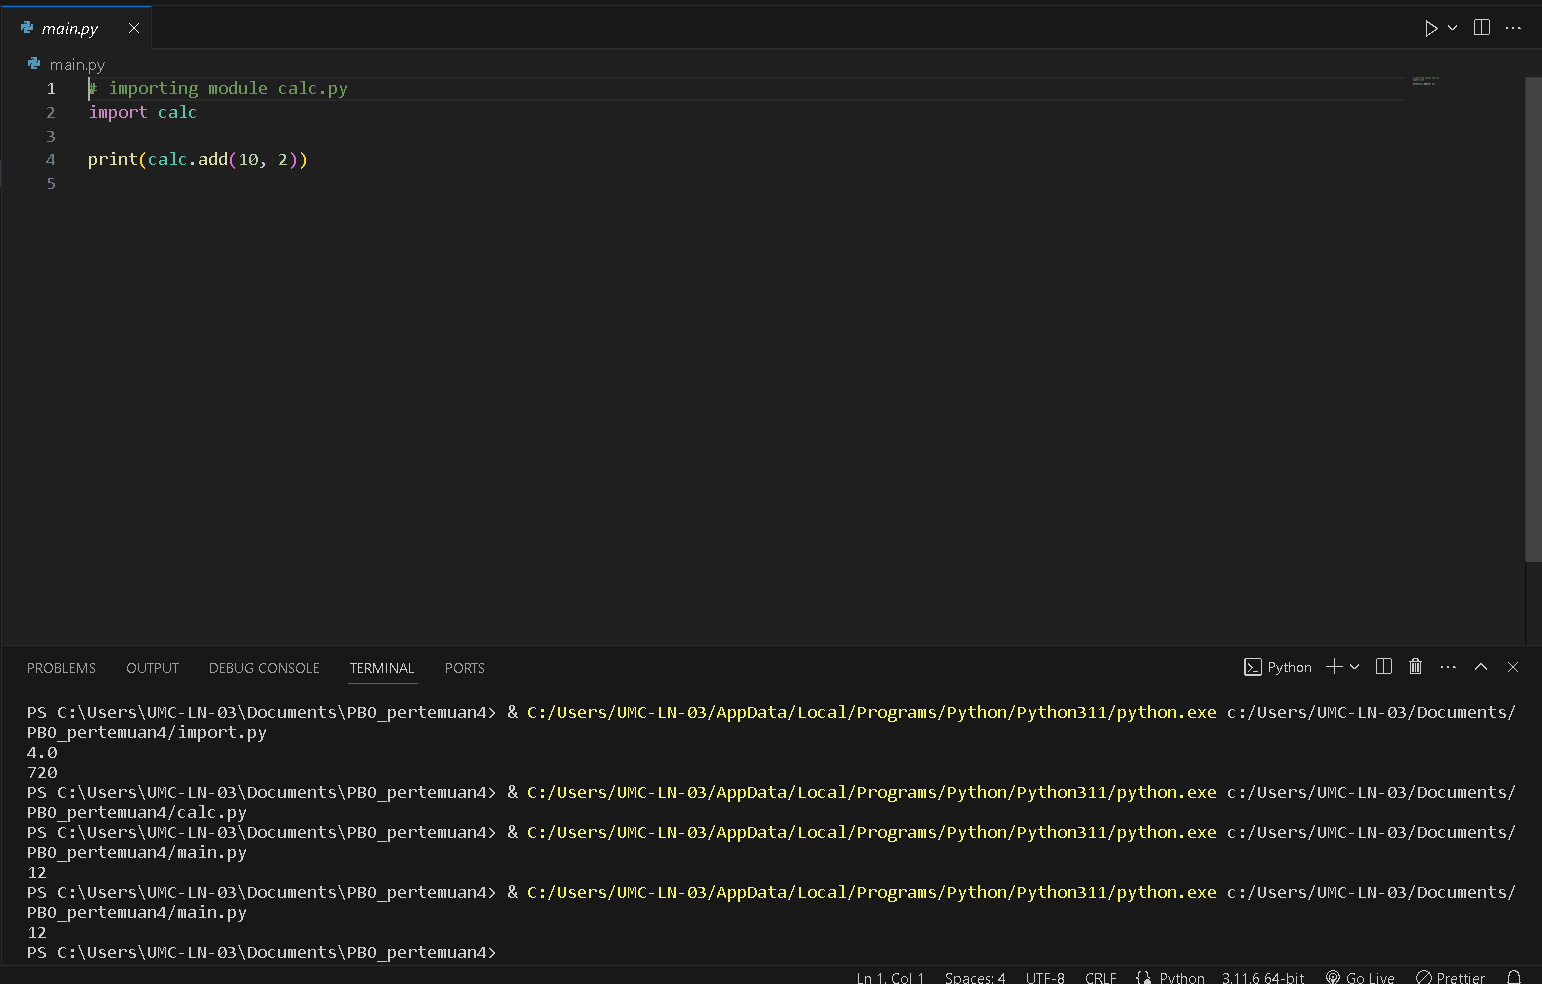 main.py
main.py
1 # importing module calc.py
2 import calc
3
4 print(calc.add(10, 2))
5
PROBLEMS OUTPUT DEBUG CONSOLE TERMINAL PORTS Python
PS C:\Users\UMC-LN-03\Documents\PBO_pertemuan4> & C:/Users/UMC-LN-03/AppData/Local/Programs/Python/Python311/python.exe c:/Users/UMC-LN-03/Documents/
PBO_pertemuan4/import.py
4.0
720
PS C:\Users\UMC-LN-03\Documents\PBO_pertemuan4> & C:/Users/UMC-LN-03/AppData/Local/Programs/Python/Python311/python.exe c:/Users/UMC-LN-03/Documents/
PBO_pertemuan4/calc.py
PS C:\Users\UMC-LN-03\Documents\PBO_pertemuan4> & C:/Users/UMC-LN-03/AppData/Local/Programs/Python/Python311/python.exe c:/Users/UMC-LN-03/Documents/
PBO_pertemuan4/main.py
12
PS C:\Users\UMC-LN-03\Documents\PBO_pertemuan4> & C:/Users/UMC-LN-03/AppData/Local/Programs/Python/Python311/python.exe c:/Users/UMC-LN-03/Documents/
PBO_pertemuan4/main.py
12
PS C:\Users\UMC-LN-03\Documents\PBO_pertemuan4>
Ln 1, Col 1 Spaces: 4 UTF-8 CRLF Python 3.11.6 64-bit Go Live Prettier